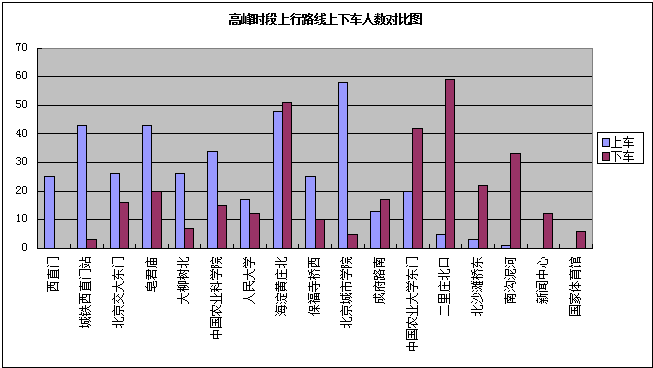 高峰时段上行路线上下车人数对比图
70
60
50
40
30
20
10
0
上车
下车
西直门
城铁西直门站
北京交大东门
皂君庙
大柳树北
中国农业科学院
人民大学
海淀黄庄北
保福寺桥西
北京城市学院
成府路南
中国农业大学东门
二里庄北口
北沙滩桥东
南沟泥河
新闻中心
国家体育馆